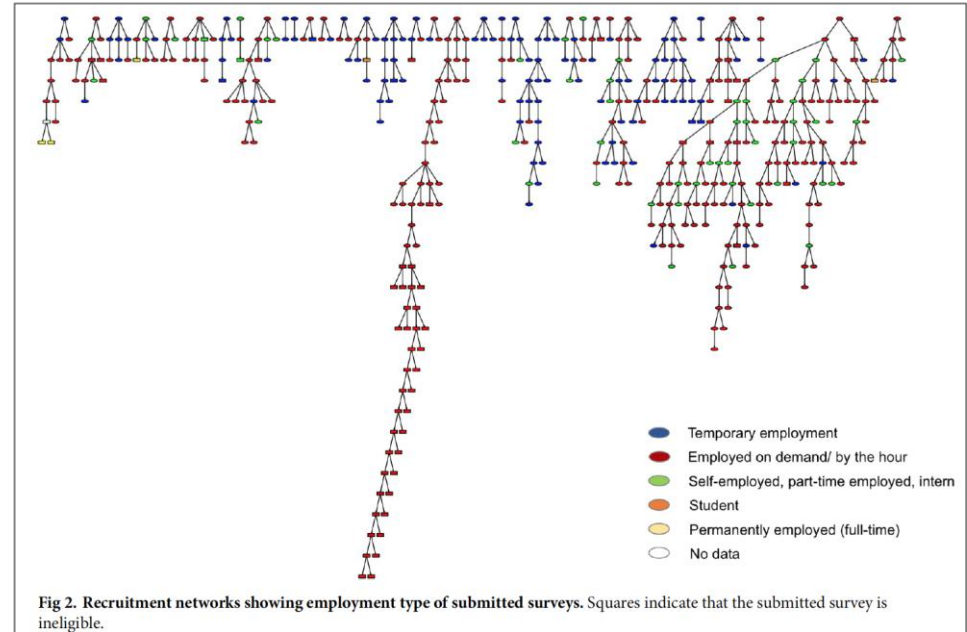 Temporary employment
Employed on demand/ by the hour
Self-employed, part-time employed, intern
Student
Permanently employed (full-time)
No data
Fig 2. Recruitment networks showing employment type of submitted surveys. Squares indicate that the submitted survey is
ineligible.